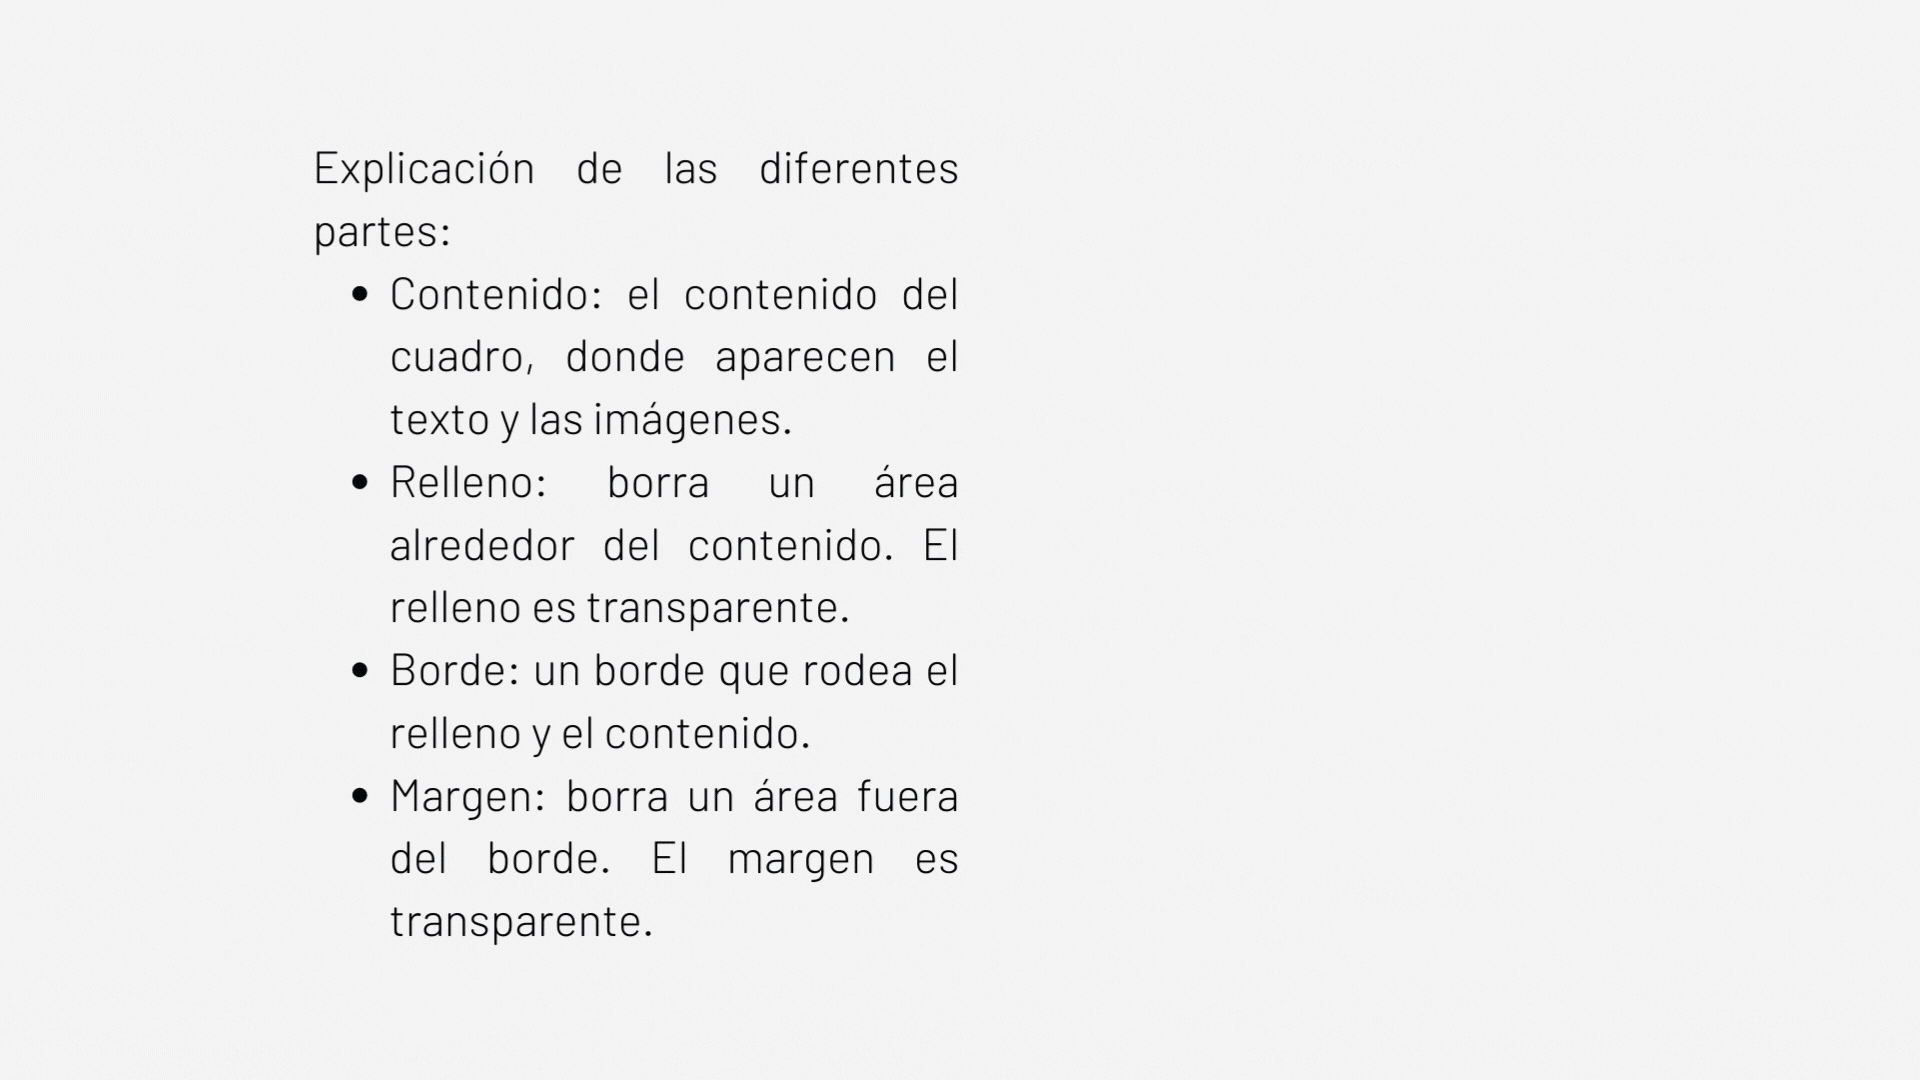 Explicación de las diferentes
partes:
• Contenido: el contenido del
cuadro, donde aparecen el
texto y las imágenes.
• Relleno: borra un área
alrededor del contenido. El
relleno es transparente.
• Borde: un borde que rodea el
relleno y el contenido.
• Margen: borra un área fuera
del borde. El margen es
transparente.